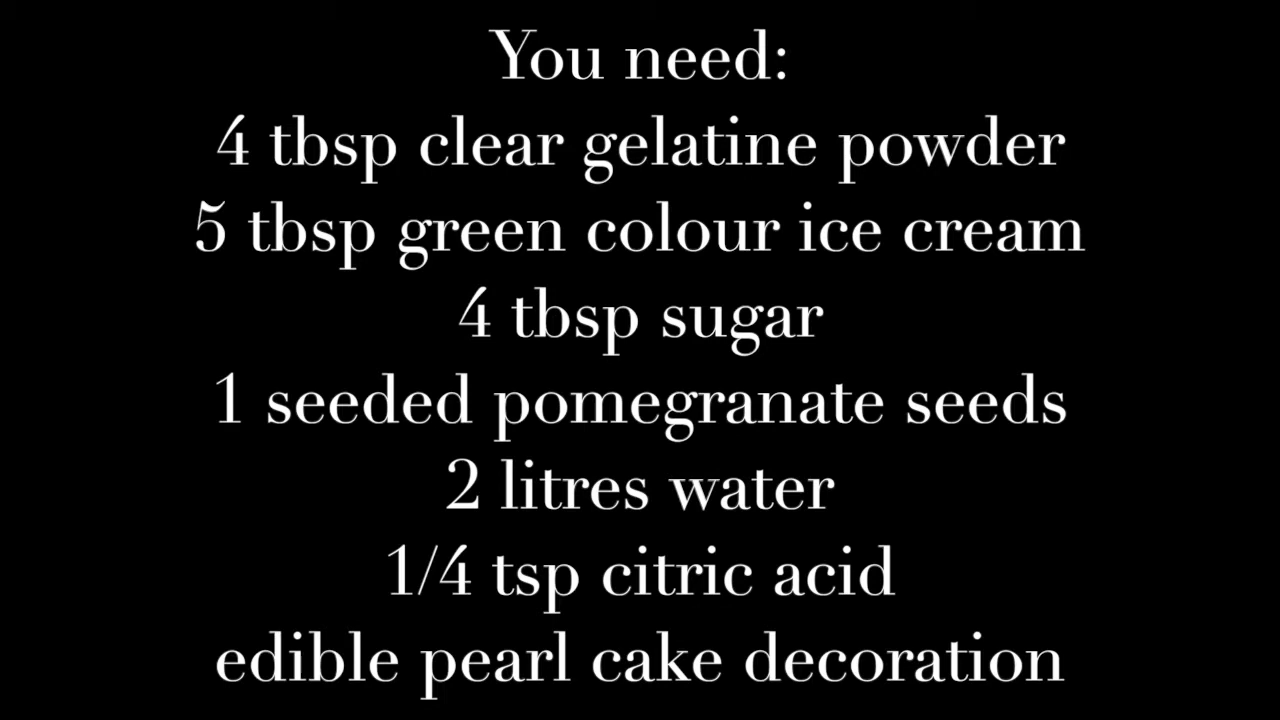 You need:
4 tbsp clear gelatine powder
5 tbsp green colour ice cream
4 tbsp sugar
1 seeded pomegranate seeds
2 litres water
1/4 tsp citric acid
edible pearl cake decoration